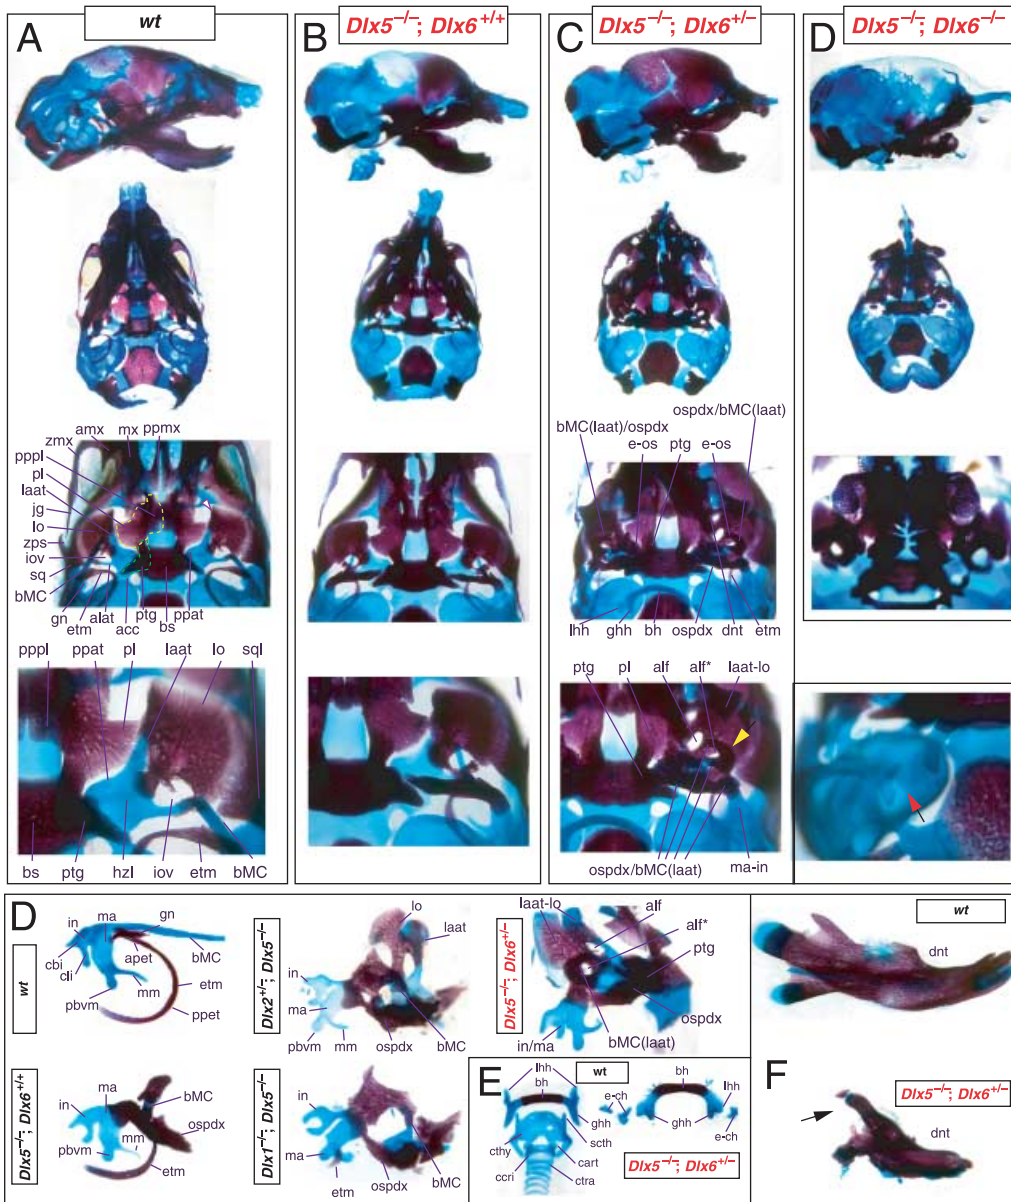 A
wt
B
Dlx5−/−; Dlx6+/+
C
Dlx5−/−; Dlx6+/−
D
Dlx5−/−; Dlx6−/−
amx mx ppmx
zmx
pppl
pl
laat
jg
lo
zps
iov
sq
bMC
gn
etm
alat
acc
ptg
bs
ppat
ospdx/bMC(laat)
bMC(laat)/ospdx
e-os ptg e-os
lhh ghh bh ospdx dnt etm
pppl ppat pl laat lo sql
bs ptg hzl iov etm bMC
ptg pl alf alf* laat-lo
ospdx/bMC(laat) ma-in
D
wt
in ma gn
apet
bMC
cbi
cli
etm
pbvm mm
ppet
Dlx2+/−; Dlx5−/−
lo
laat
in
ma
pbvm mm ospdx bMC
Dlx5−/−; Dlx6+/−
laat-lo alf
alf*
ptg
ospdx
in/ma bMC(laat)
wt
dnt
Dlx5−/−; Dlx6+/+
in ma
bMC
ospdx
mm
pbvm
etm
Dlx1−/−; Dlx5−/−
in
ma
etm ospdx bMC
E
wt
lhh
bh
e-ch
ghh
cthy
scth
ccri
cart
ctra
bh
lhh
ghh
e-ch
Dlx5−/−; Dlx6+/−
F
Dlx5−/−; Dlx6+/−
dnt